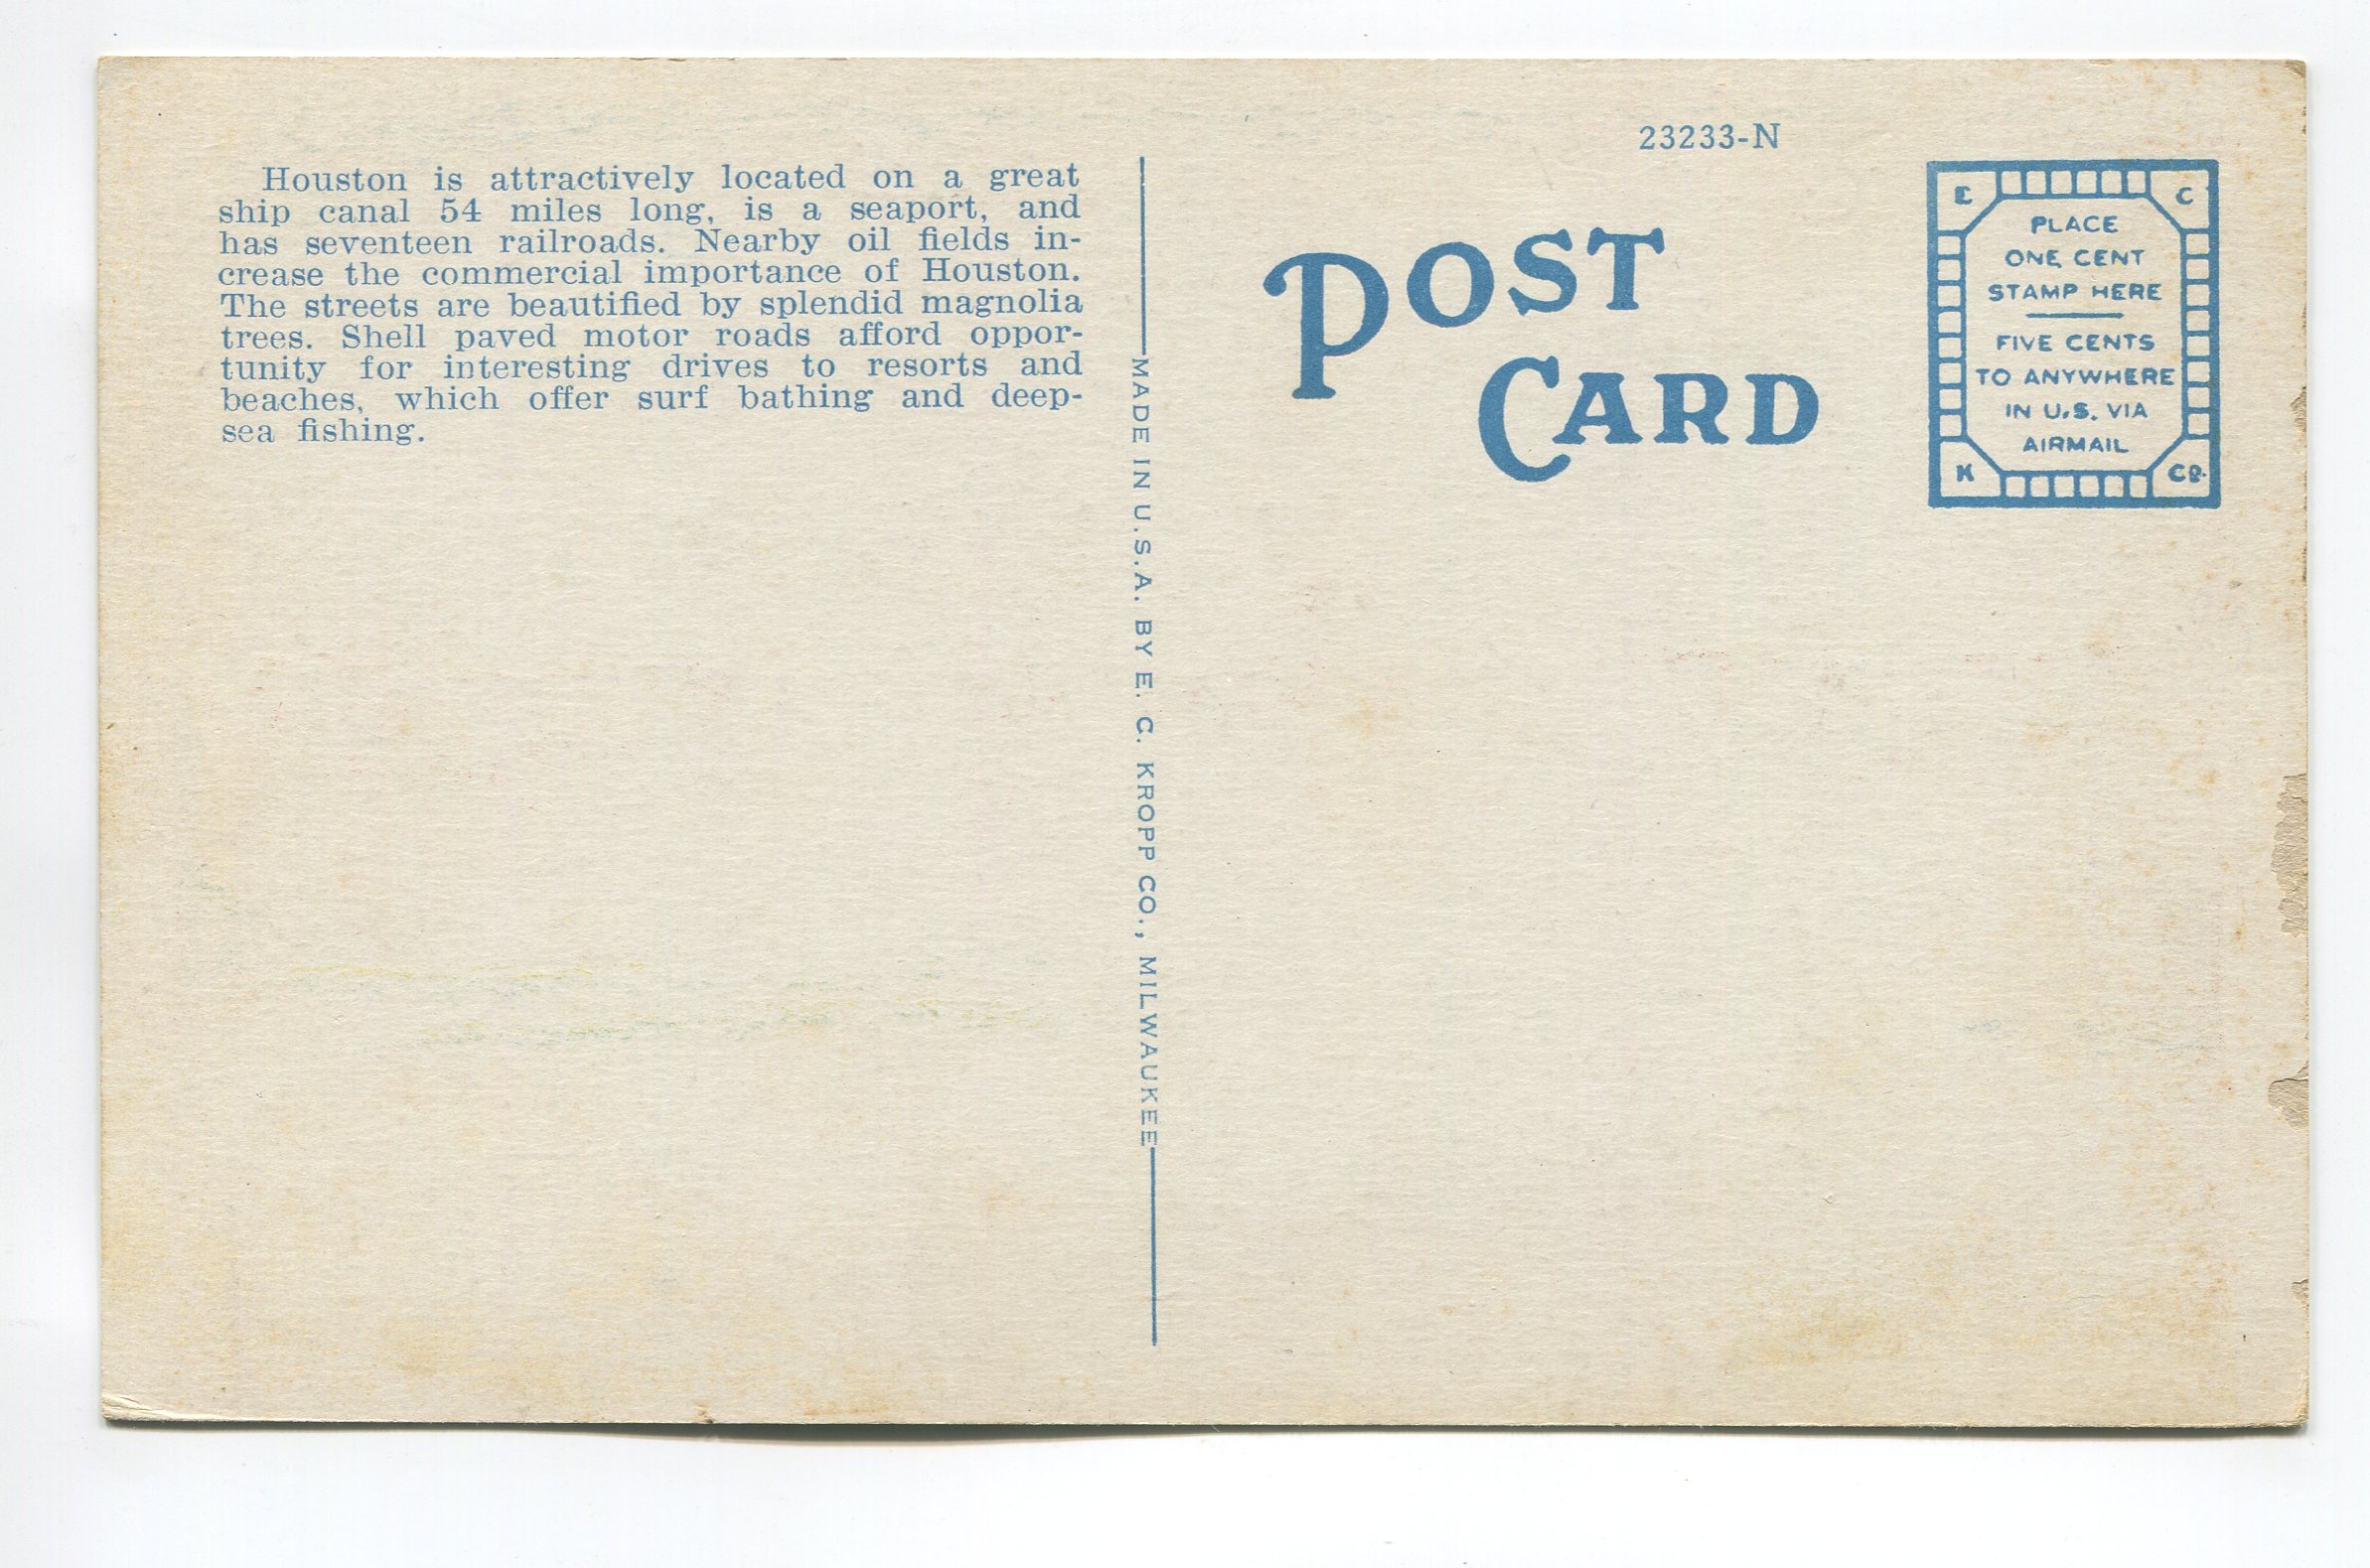 Houston is attractively located on a great
ship canal 54 miles long, is a seaport, and
has seventeen railroads. Nearby oil fields in-
crease the commercial importance of Houston.
The streets are beautified by splendid magnolia
trees. Shell paved motor roads afford oppor-
tunity for interesting drives to resorts and
beaches, which offer surf bathing and deep-
sea fishing.
MADE IN U.S.A. BY E. C. KROPP CO., MILWAUKEE
23233-N
POST
CARD
E C
PLACE
ONE CENT
STAMP HERE
FIVE CENTS
TO ANYWHERE
IN U.S. VIA
AIRMAIL
K CO.